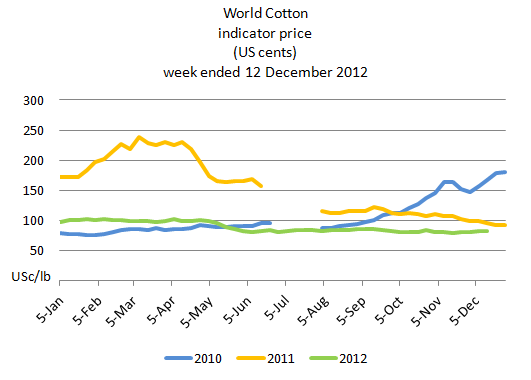 World Cotton
indicator price
(US cents)
week ended 12 December 2012
300
250
200
150
100
50
USc/lb
5-Jan
5-Feb
5-Mar
5-Apr
5-May
5-Jun
5-Jul
5-Aug
5-Sep
5-Oct
5-Nov
5-Dec
2010 2011 2012